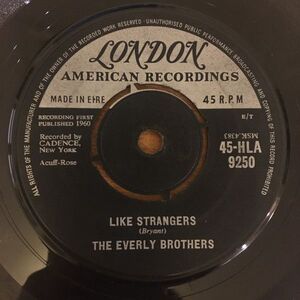 ALL RIGHTS OF THE MANUFACTURER AND OF THE OWNER OF THE RECORDED WORK RESERVED · UNAUTHORISED PUBLIC PERFORMANCE BROADCASTING AND COPYING OF THIS RECORD PROHIBITED
LONDON
AMERICAN RECORDINGS
MADE IN EIRE
45 R.P.M
RECORDING FIRST
PUBLISHED 1960
E/T
Recorded by
CADENCE,
New York
Acuff-Rose
MSK 4383
45-HLA
9250
LIKE STRANGERS
(Bryant)
THE EVERLY BROTHERS